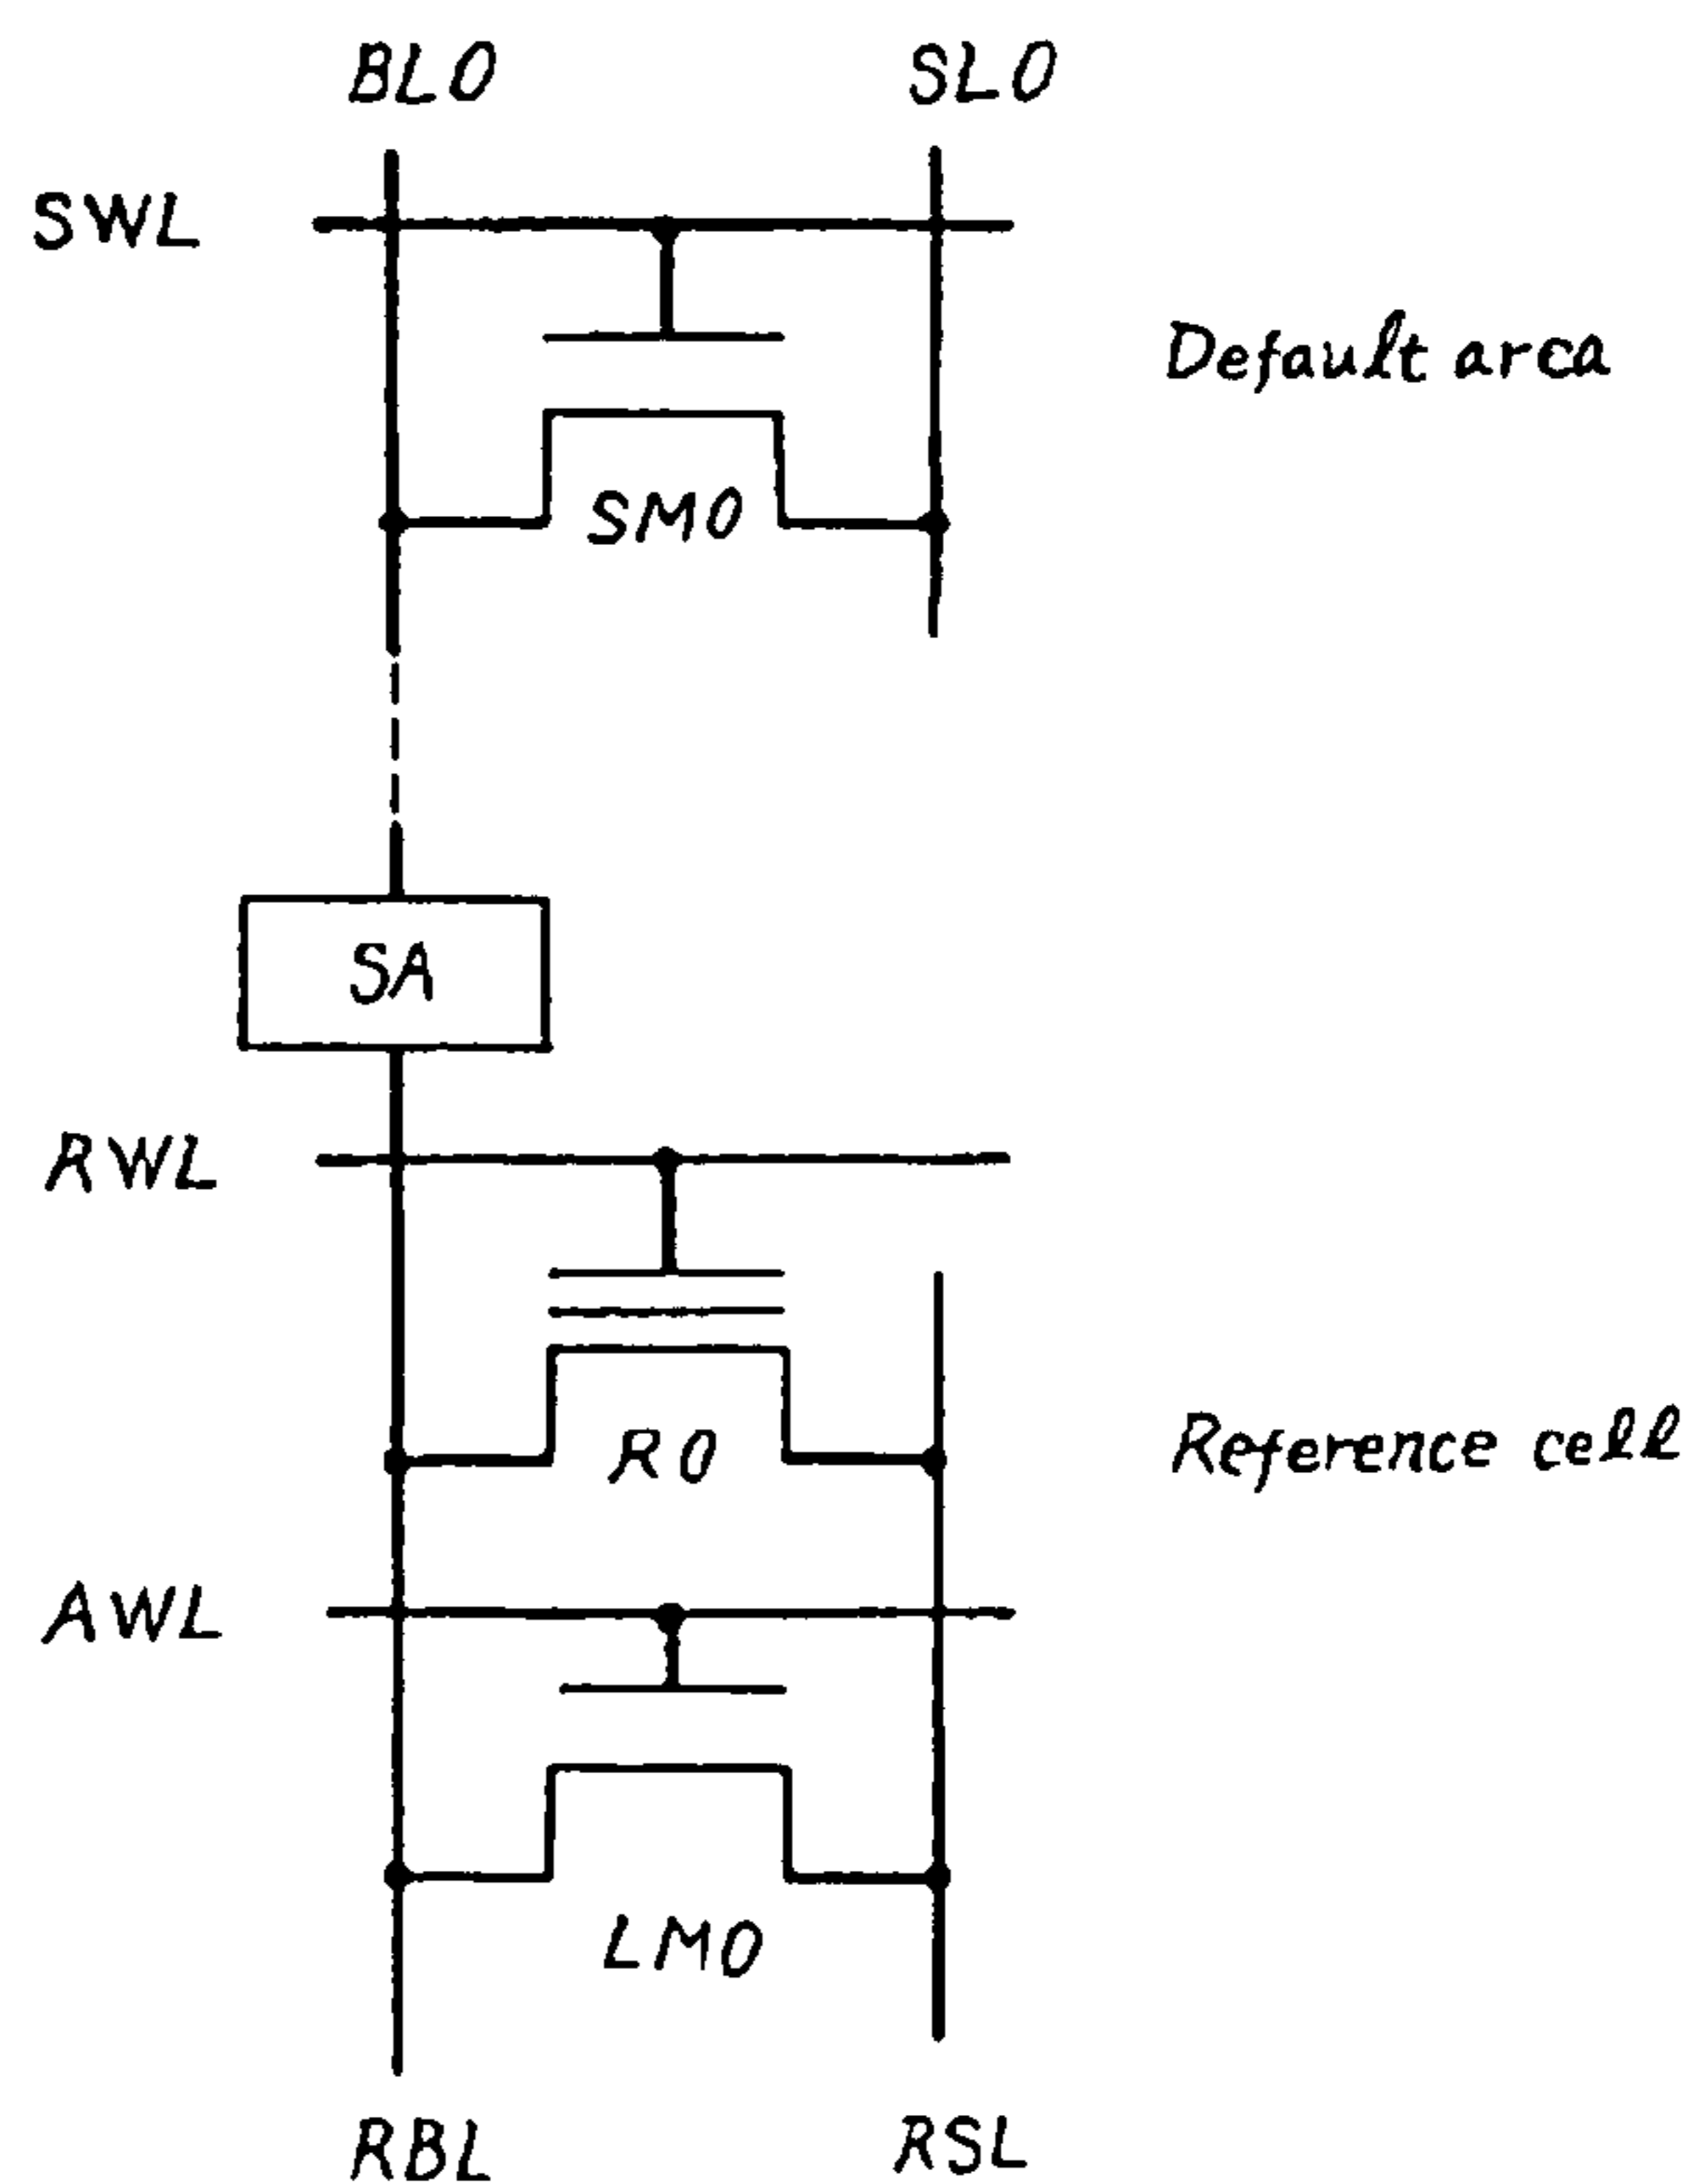 BL0 SL0
SWL
Default arca
SM0
SA
RWL
R0
Reference cell
AWL
LM0
RBL RSL